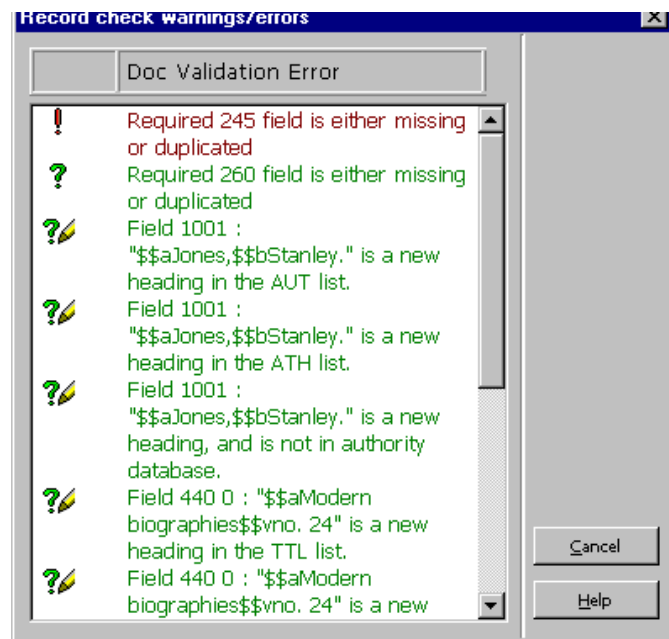 Record check warnings/errors
Doc Validation Error
Required 245 field is either missing
or duplicated
Required 260 field is either missing
or duplicated
Field 1001 :
"$$aJones,$$bStanley." is a new
heading in the AUT list.
Field 1001 :
"$$aJones,$$bStanley." is a new
heading in the ATH list.
Field 1001 :
"$$aJones,$$bStanley." is a new
heading, and is not in authority
database.
Field 440 0 : "$$aModern
biographies$$vno. 24" is a new
heading in the TTL list.
Field 440 0 : "$$aModern
biographies$$vno. 24" is a new
Cancel
Help